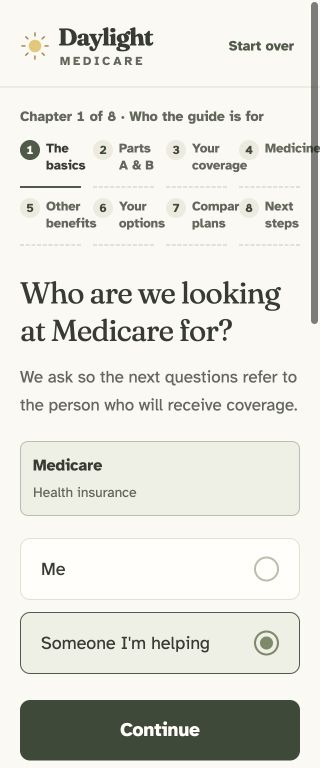 Daylight
MEDICARE
Start over
Chapter 1 of 8 · Who the guide is for
1 The basics
2 Parts A & B
3 Your coverage
4 Medicine
5 Other benefits
6 Your options
7 Compar plans
8 Next steps
Who are we looking
at Medicare for?
We ask so the next questions refer to
the person who will receive coverage.
Medicare
Health insurance
Me
Someone I'm helping
Continue